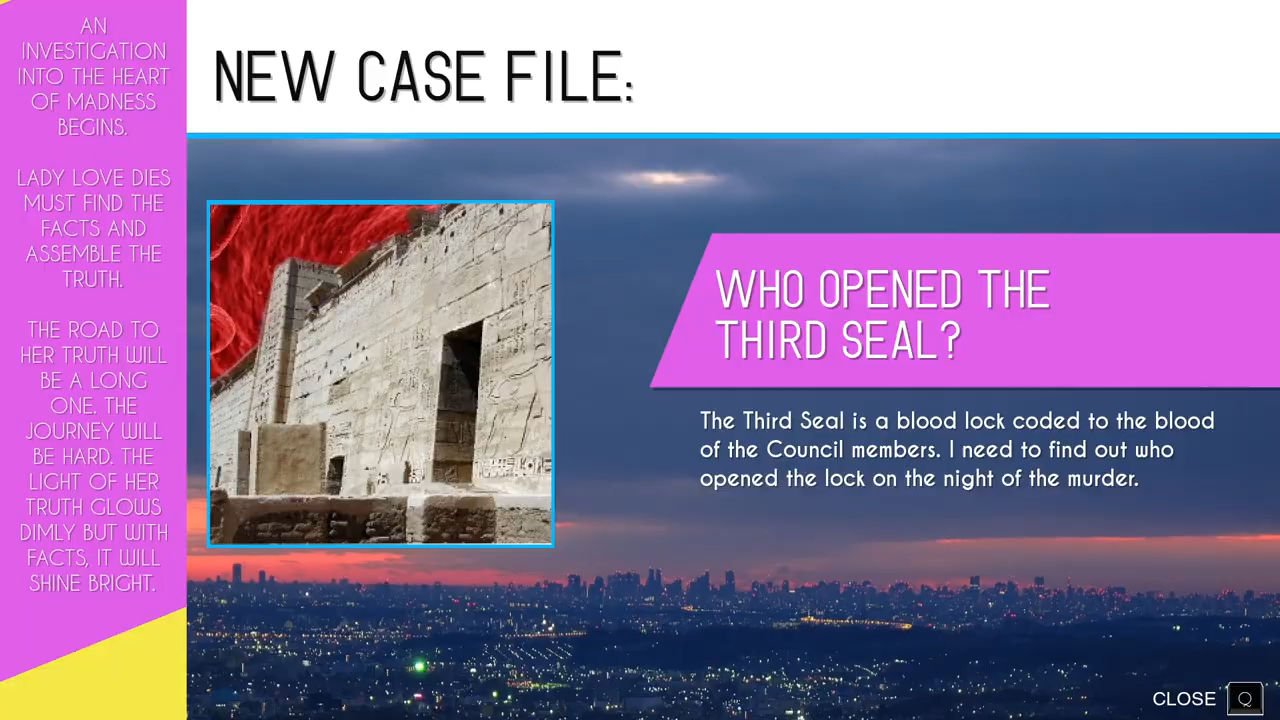 AN
INVESTIGATION
INTO THE HEART
OF MADNESS
BEGINS.
LADY LOVE DIES
MUST FIND THE
FACTS AND
ASSEMBLE THE
TRUTH.
THE ROAD TO
HER TRUTH WILL
BE A LONG
ONE. THE
JOURNEY WILL
BE HARD. THE
LIGHT OF HER
TRUTH GLOWS
DIMLY BUT WITH
FACTS, IT WILL
SHINE BRIGHT.
NEW CASE FILE:
WHO OPENED THE
THIRD SEAL?
The Third Seal is a blood lock coded to the blood
of the Council members. I need to find out who
opened the lock on the night of the murder.
CLOSE Q